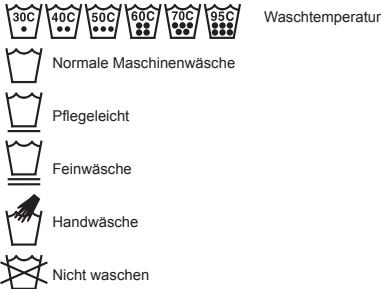 30C 40C 50C 60C 70C 95C Waschtemperatur
Normale Maschinenwäsche
Pflegeleicht
Feinwäsche
Handwäsche
Nicht waschen